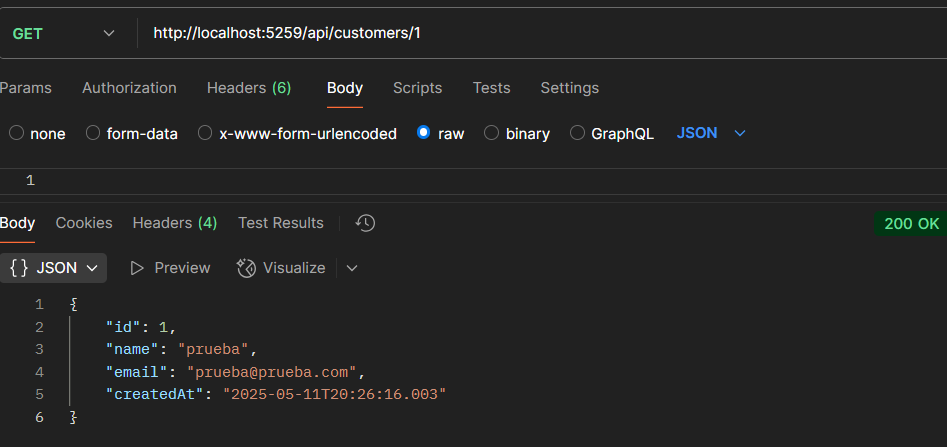 GET http://localhost:5259/api/customers/1
Params Authorization Headers (6) Body Scripts Tests Settings
none form-data x-www-form-urlencoded raw binary GraphQL JSON
1
Body Cookies Headers (4) Test Results 200 OK
{} JSON Preview Visualize
1 {
2 "id": 1,
3 "name": "prueba",
4 "email": "prueba@prueba.com",
5 "createdAt": "2025-05-11T20:26:16.003"
6 }